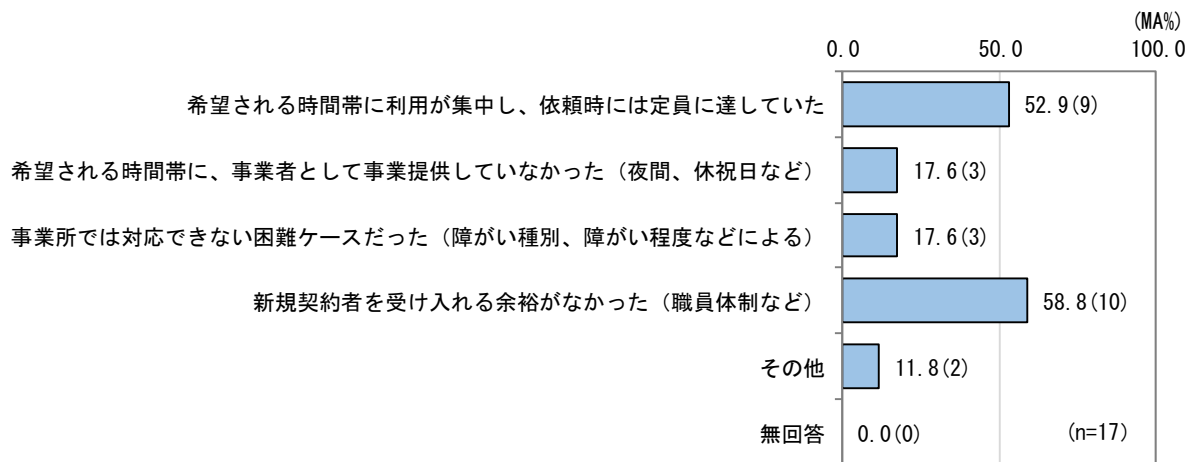 (MA%)
0.0 50.0 100.0
希望される時間帯に利用が集中し、依頼時には定員に達していた 52.9(9)
希望される時間帯に、事業者として事業提供していなかった（夜間、休祝日など） 17.6(3)
事業所では対応できない困難ケースだった（障がい種別、障がい程度などによる） 17.6(3)
新規契約者を受け入れる余裕がなかった（職員体制など） 58.8(10)
その他 11.8(2)
無回答 0.0(0) (n=17)